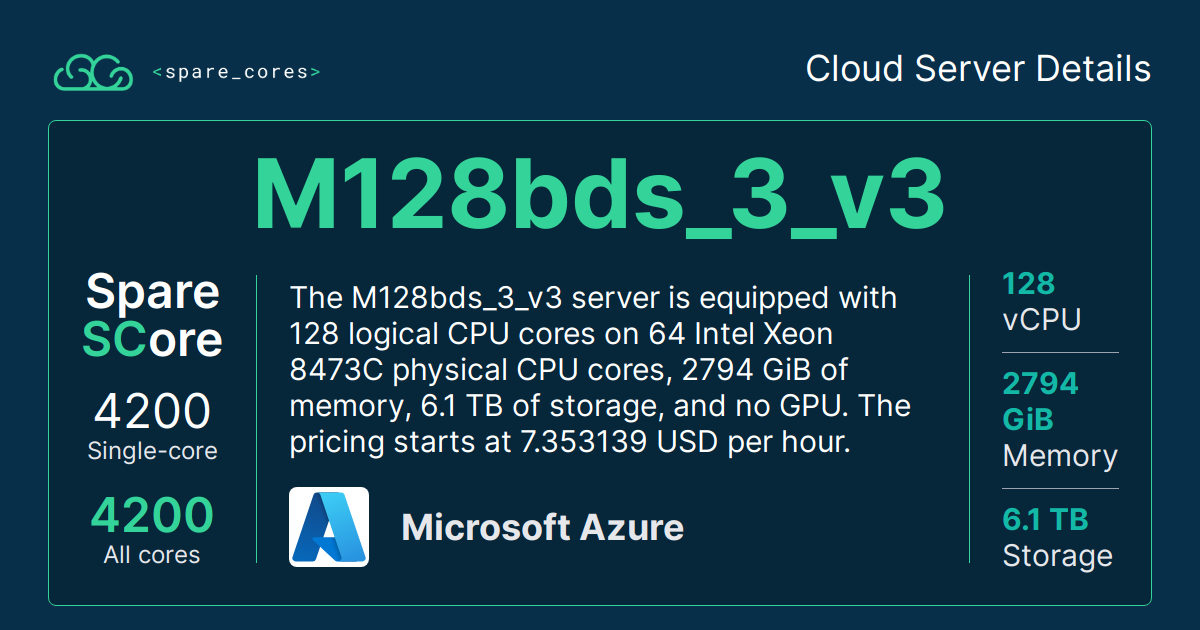 <spare_cores>
Cloud Server Details
M128bds_3_v3
Spare
SCore
4200
Single-core
4200
All cores
The M128bds_3_v3 server is equipped with
128 logical CPU cores on 64 Intel Xeon
8473C physical CPU cores, 2794 GiB of
memory, 6.1 TB of storage, and no GPU. The
pricing starts at 7.353139 USD per hour.
Microsoft Azure
128
vCPU
2794
GiB
Memory
6.1 TB
Storage